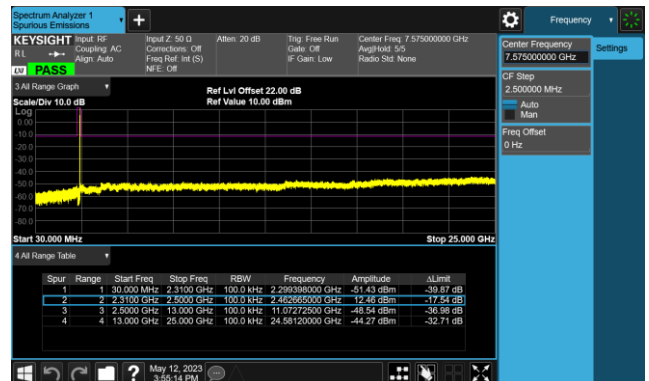 Spectrum Analyzer 1
Spurious Emissions
Frequency
KEYSIGHT
RL
PASS
Input: RF
Coupling: AC
Align: Auto
Input Z: 50 Ω
Corrections: Off
Freq Ref: Int (S)
NFE: Off
Atten: 20 dB
Trig: Free Run
Gate: Off
IF Gain: Low
Center Freq: 7.575000000 GHz
Avg|Hold: 5/5
Radio Std: None
Center Frequency
7.575000000 GHz
Settings
CF Step
2.500000 MHz
Auto
Man
Freq Offset
0 Hz
3 All Range Graph
Scale/Div 10.0 dB
Ref Lvl Offset 22.00 dB
Ref Value 10.00 dBm
Log
0.00
-10.0
-20.0
-30.0
-40.0
-50.0
-60.0
-70.0
-80.0
Start 30.000 MHz Stop 25.000 GHz
4 All Range Table
Spur Range Start Freq Stop Freq RBW Frequency Amplitude ΔLimit
1 1 30.000 MHz 2.3100 GHz 100.0 kHz 2.299398000 GHz -51.43 dBm -39.87 dB
2 2 2.3100 GHz 2.5000 GHz 100.0 kHz 2.462665000 GHz 12.46 dBm -17.54 dB
3 3 2.5000 GHz 13.000 GHz 100.0 kHz 11.07272500 GHz -48.54 dBm -36.98 dB
4 4 13.000 GHz 25.000 GHz 100.0 kHz 24.58120000 GHz -44.27 dBm -32.71 dB
?
May 12, 2023
3:55:14 PM